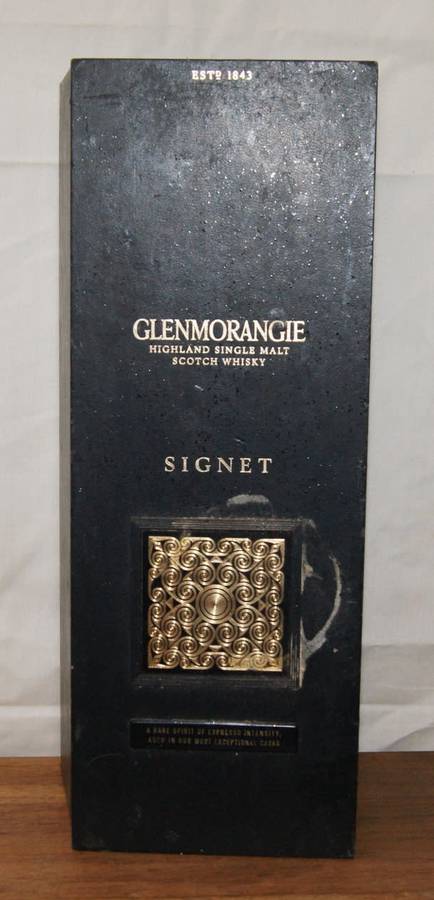 ESTD 1843
GLENMORANGIE
HIGHLAND SINGLE MALT
SCOTCH WHISKY
SIGNET
A RARE SPIRIT OF ESPRESSO INTENSITY,
AGED IN OUR MOST EXCEPTIONAL CASKS